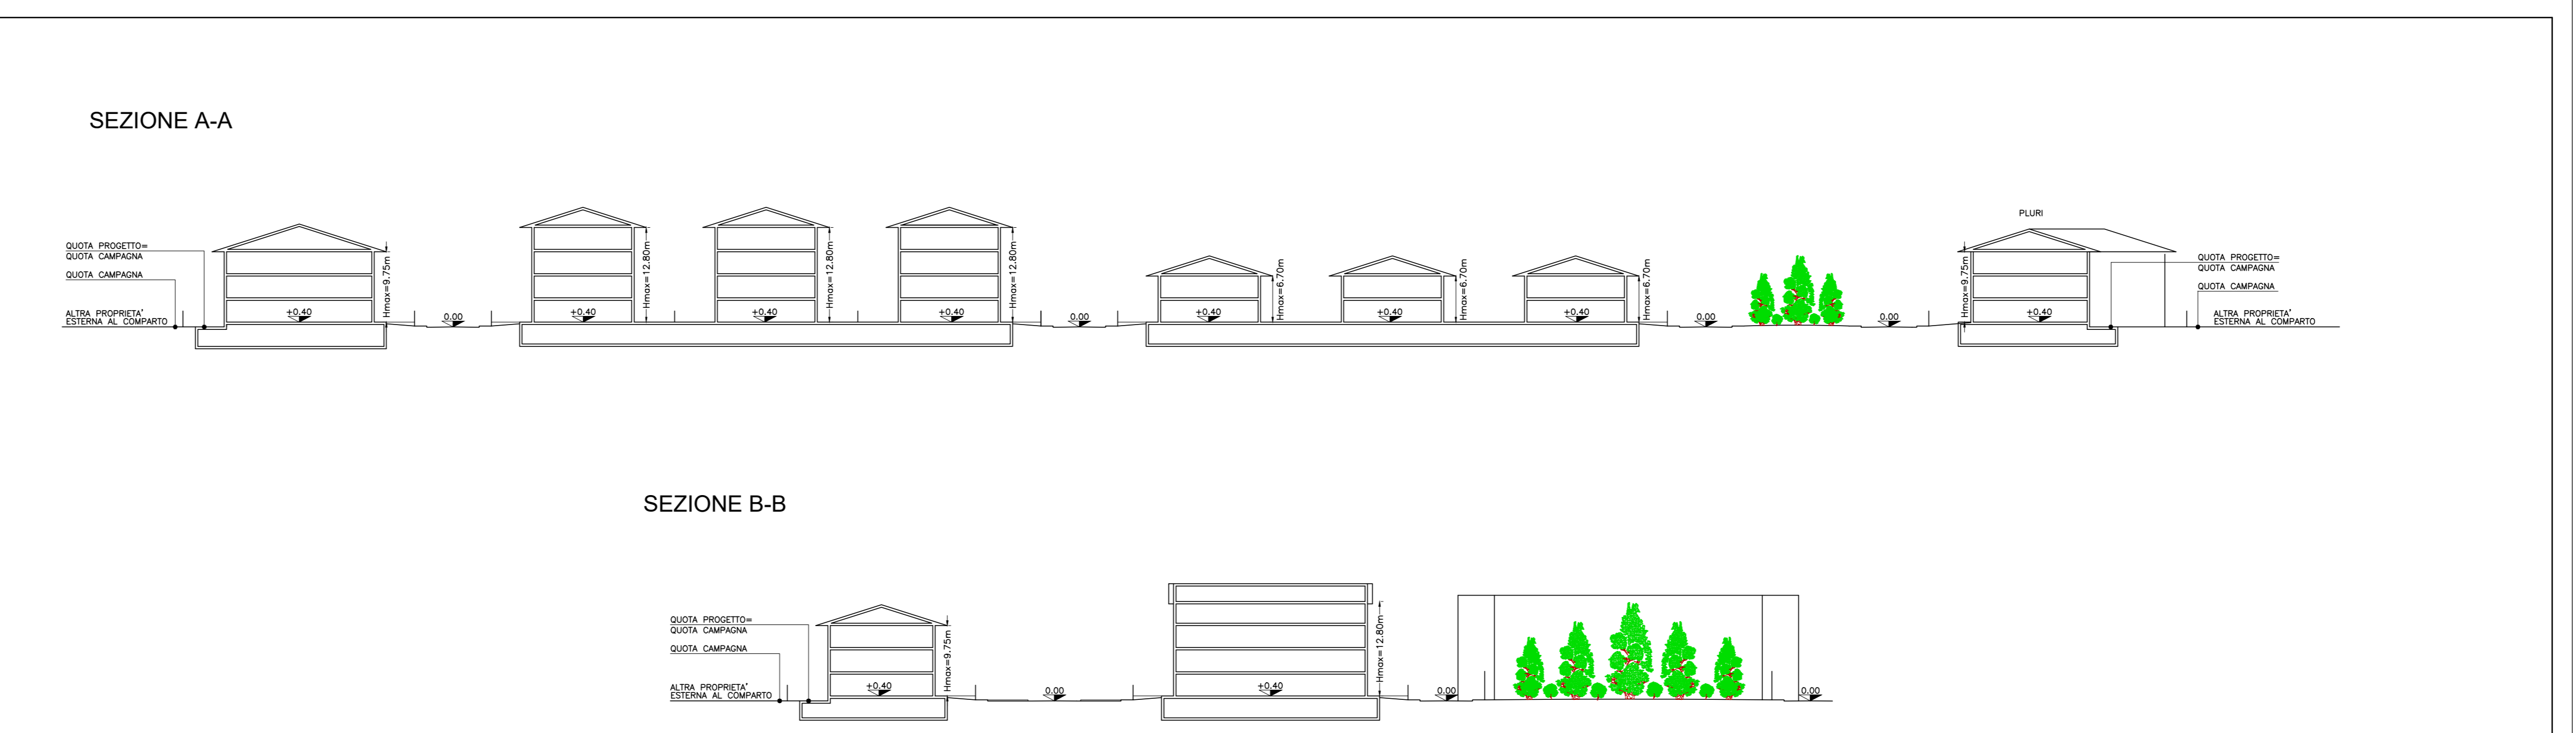 SEZIONE A-A
PLURI
QUOTA PROGETTO=
QUOTA CAMPAGNA
QUOTA CAMPAGNA
ALTRA PROPRIETA'
ESTERNA AL COMPARTO
+0.40
Hmax=9.75m
0.00
+0.40
Hmax=12.80m
+0.40
Hmax=12.80m
+0.40
Hmax=12.80m
0.00
+0.40
Hmax=6.70m
+0.40
Hmax=6.70m
+0.40
Hmax=6.70m
0.00
0.00
Hmax=9.75m
+0.40
QUOTA PROGETTO=
QUOTA CAMPAGNA
QUOTA CAMPAGNA
ALTRA PROPRIETA'
ESTERNA AL COMPARTO
SEZIONE B-B
QUOTA PROGETTO=
QUOTA CAMPAGNA
QUOTA CAMPAGNA
ALTRA PROPRIETA'
ESTERNA AL COMPARTO
+0.40
Hmax=9.75m
0.00
+0.40
Hmax=12.80m
0.00
0.00